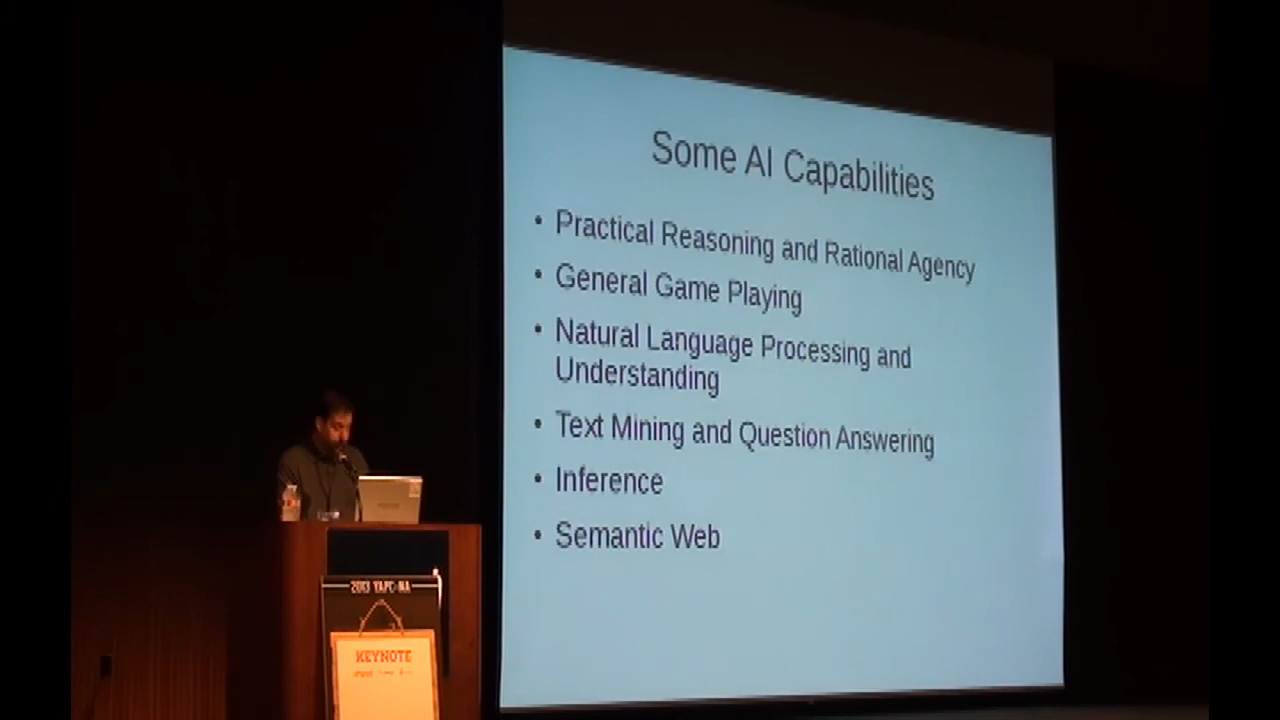 Some AI Capabilities
• Practical Reasoning and Rational Agency
• General Game Playing
• Natural Language Processing and
Understanding
• Text Mining and Question Answering
• Inference
• Semantic Web
2013 YAPC::NA
KEYNOTE